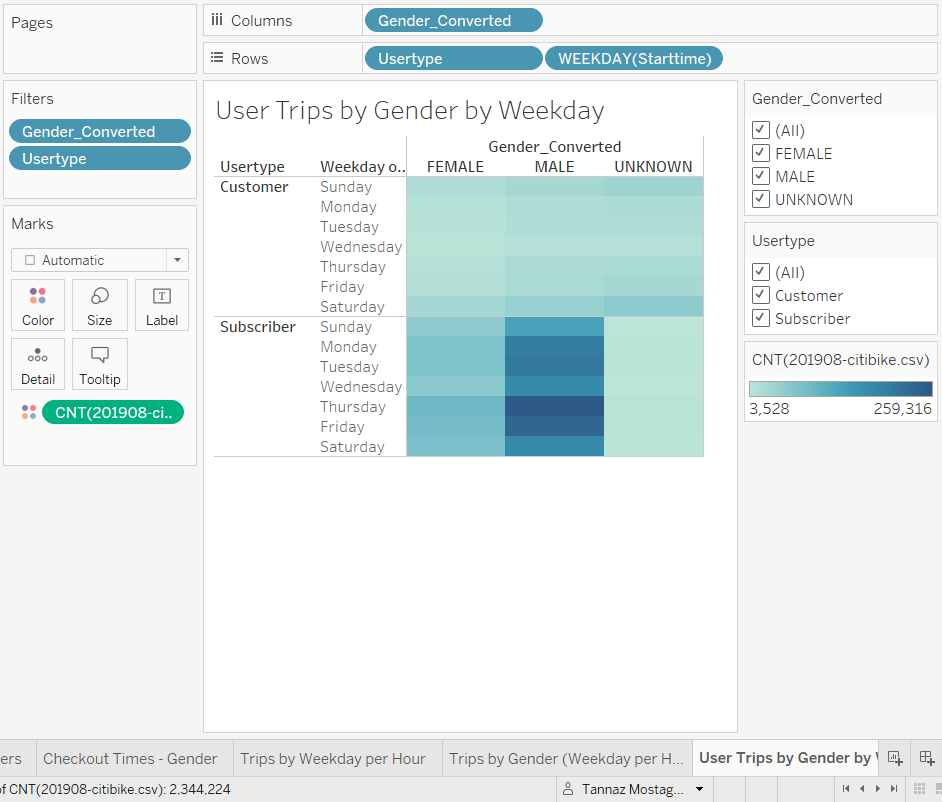 Pages
Columns
Gender_Converted
Rows
Usertype
WEEKDAY(Starttime)
Filters
Gender_Converted
Usertype
Marks
Automatic
Color
Size
Label
Detail
Tooltip
CNT(201908-ci..
User Trips by Gender by Weekday
Gender_Converted
Usertype
Weekday o..
FEMALE
MALE
UNKNOWN
Customer
Sunday
Monday
Tuesday
Wednesday
Thursday
Friday
Saturday
Subscriber
Sunday
Monday
Tuesday
Wednesday
Thursday
Friday
Saturday
Gender_Converted
(All)
FEMALE
MALE
UNKNOWN
Usertype
(All)
Customer
Subscriber
CNT(201908-citibike.csv)
3,528
259,316
ers
Checkout Times - Gender
Trips by Weekday per Hour
Trips by Gender (Weekday per H...
User Trips by Gender by
of CNT(201908-citibike.csv): 2,344,224
Tannaz Mostag...